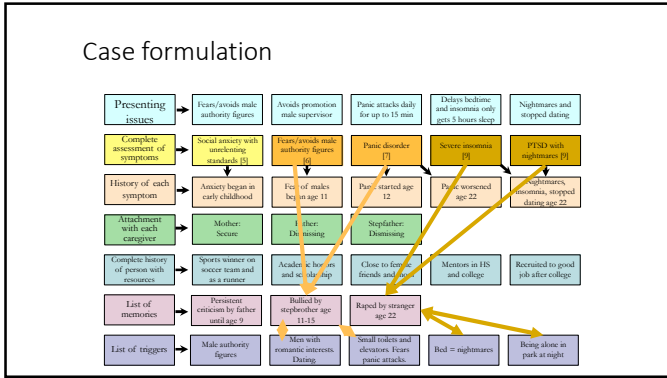 Case formulation
Presenting
issues
Fears/avoids male
authority figures
Avoids promotion
male supervisor
Panic attacks daily
for up to 15 min
Delays bedtime
and insomnia only
gets 5 hours sleep
Nightmares and
stopped dating
Complete
assessment of
symptoms
Social anxiety with
unrelenting
standards [5]
Fears/avoids male
authority figures
[6]
Panic disorder
[7]
Severe insomnia
[9]
PTSD with
nightmares [9]
History of each
symptom
Anxiety began in
early childhood
Fear of males
began age 11
Panic started age
12
Panic worsened
age 22
Nightmares,
insomnia, stopped
dating age 22
Attachment with
each caregiver
Mother:
Secure
Father:
Dismissing
Stepfather:
Dismissing
Complete history
of person with
resources
Sports winner on
soccer team and
as a runner
Academic honors
and scholarship
Close to female
friends and
Mentors in HS
and college
Recruited to good
job after college
List of
memories
Persistent
criticism by father
until age 9
Bullied by
stepbrother age
11-15
Raped by stranger
age 22
List of triggers
Male authority
figures
Men with
romantic interests.
Dating.
Small toilets and
elevators. Fears
panic attacks.
Bed = nightmares
Being alone in
park at night